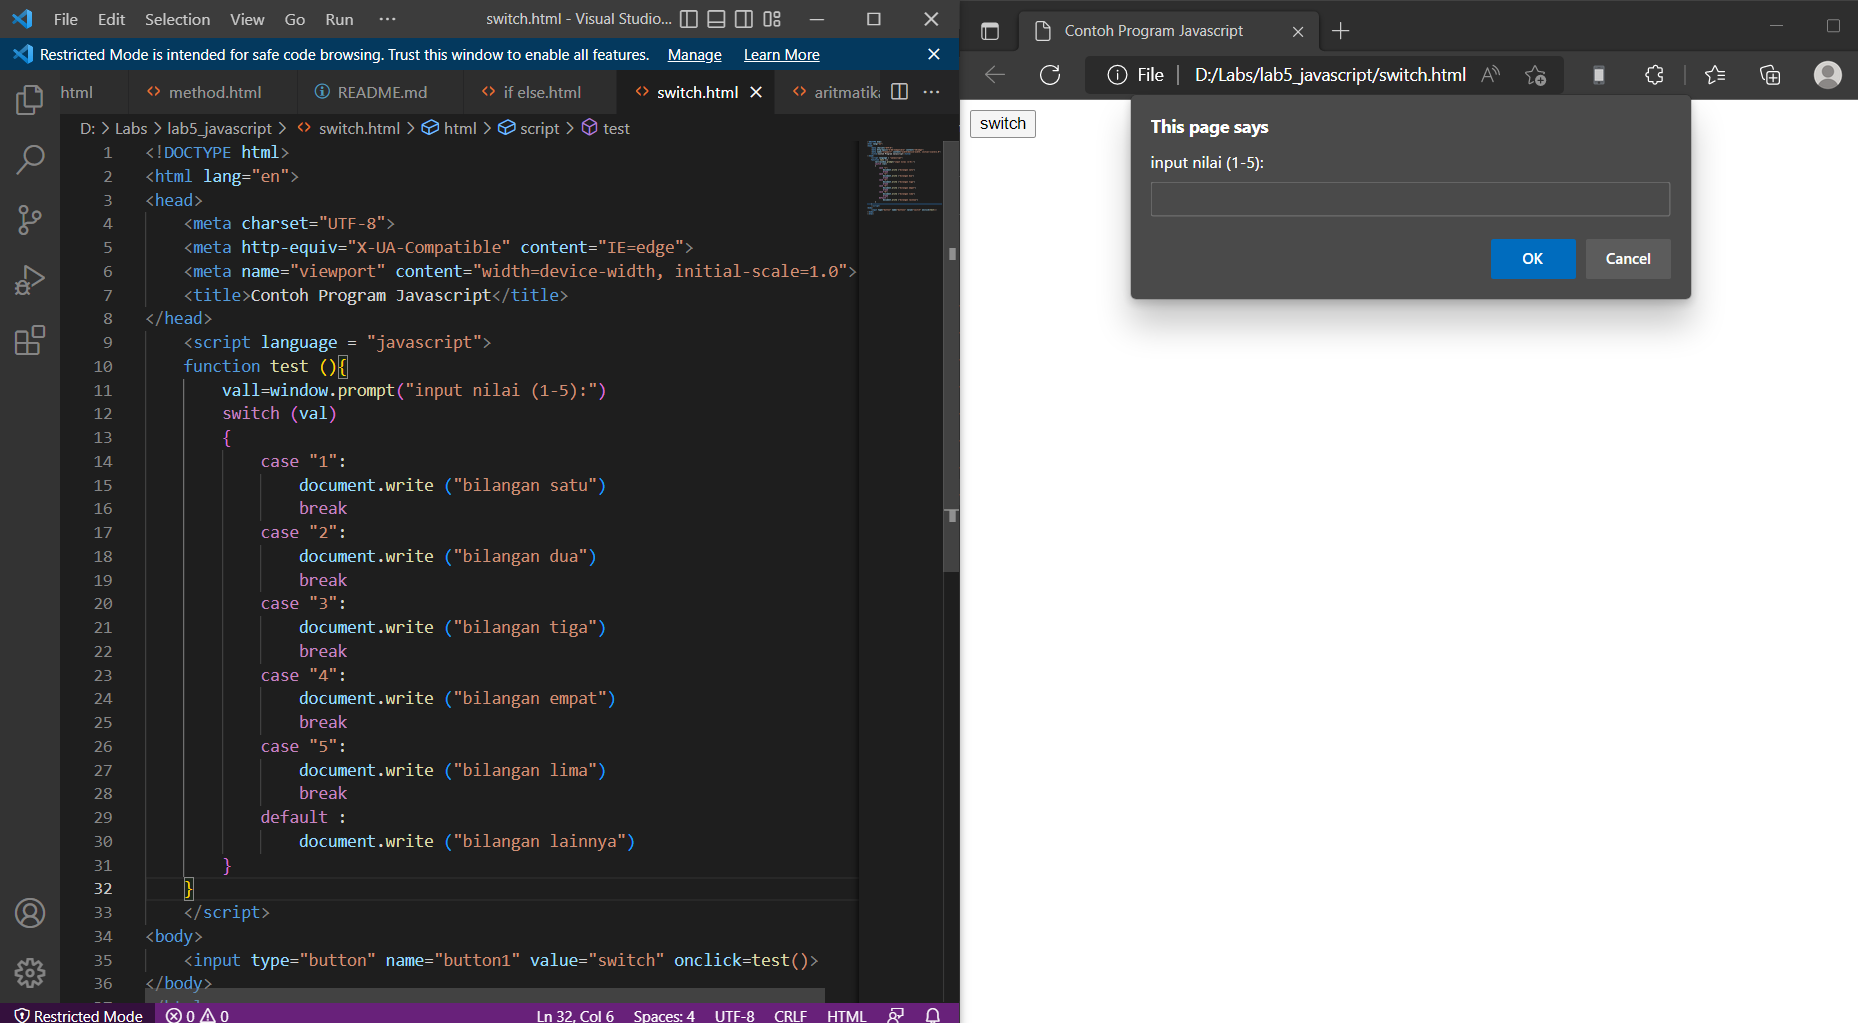 File Edit Selection View Go Run ··· switch.html - Visual Studio...
Restricted Mode is intended for safe code browsing. Trust this window to enable all features. Manage Learn More
html method.html README.md if else.html switch.html aritmatika ···
D: > Labs > lab5_javascript > switch.html > html > script > test
1 <!DOCTYPE html>
2 <html lang="en">
3 <head>
4 <meta charset="UTF-8">
5 <meta http-equiv="X-UA-Compatible" content="IE=edge">
6 <meta name="viewport" content="width=device-width, initial-scale=1.0">
7 <title>Contoh Program Javascript</title>
8 </head>
9 <script language = "javascript">
10 function test (){
11 vall=window.prompt("input nilai (1-5):")
12 switch (val)
13 {
14 case "1":
15 document.write ("bilangan satu")
16 break
17 case "2":
18 document.write ("bilangan dua")
19 break
20 case "3":
21 document.write ("bilangan tiga")
22 break
23 case "4":
24 document.write ("bilangan empat")
25 break
26 case "5":
27 document.write ("bilangan lima")
28 break
29 default :
30 document.write ("bilangan lainnya")
31 }
32 }
33 </script>
34 <body>
35 <input type="button" name="button1" value="switch" onclick=test()>
36 </body>
Restricted Mode 0 0 Ln 32, Col 6 Spaces: 4 UTF-8 CRLF HTML
Contoh Program Javascript
File D:/Labs/lab5_javascript/switch.html
switch
This page says
input nilai (1-5):
OK Cancel